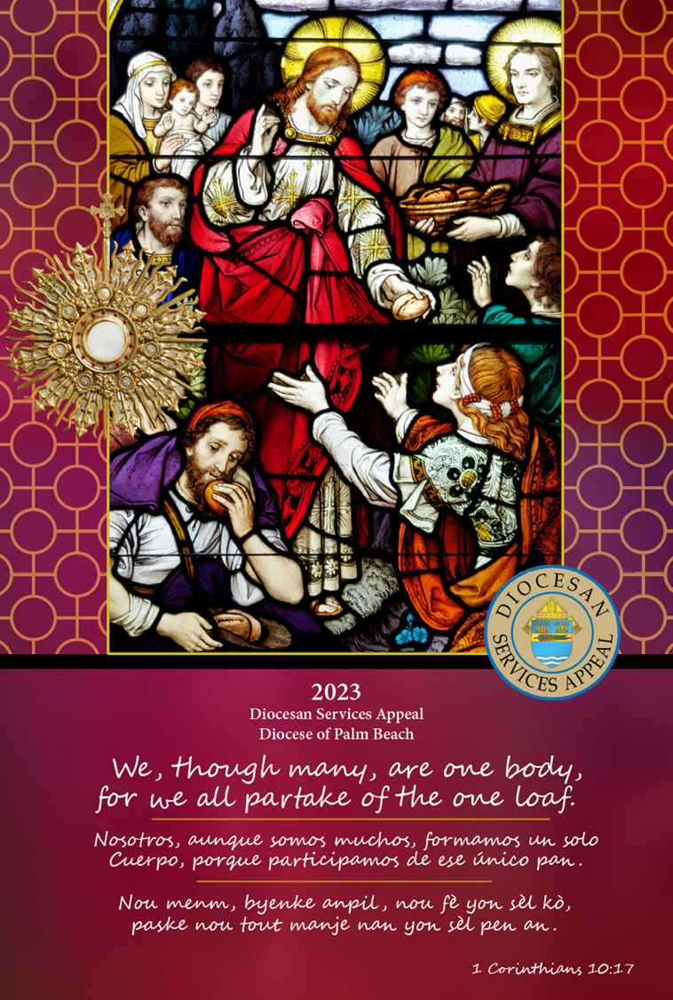 DIOCESAN
SERVICES APPEAL
2023
Diocesan Services Appeal
Diocese of Palm Beach
We, though many, are one body,
for we all partake of the one loaf.
Nosotros, aunque somos muchos, formamos un solo
Cuerpo, porque participamos de ese único pan.
Nou menm, byenke anpil, nou fè yon sèl kò,
paske nou tout manje nan yon sèl pen an.
1 Corinthians 10:17